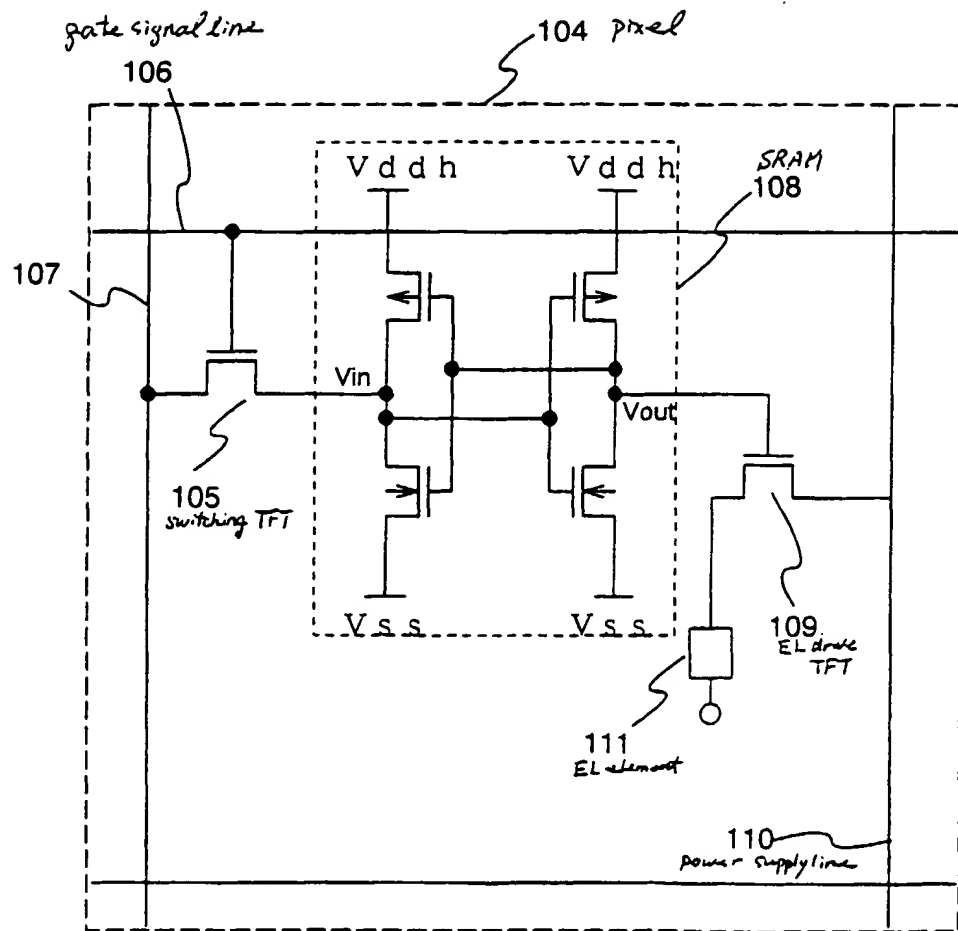 gate signal line
106
104 pixel
Vddh Vddh
SRAM
108
107
Vin
Vout
105
switching TFT
109
EL drive
TFT
Vss Vss
111
EL element
110
power supply line